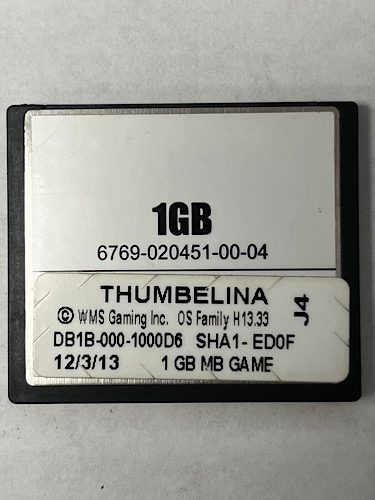 1GB
6769-020451-00-04
THUMBELINA
© WMS Gaming Inc. OS Family H13.33
DB1B-000-1000D6 SHA1- ED0F
12/3/13 1 GB MB GAME
J4